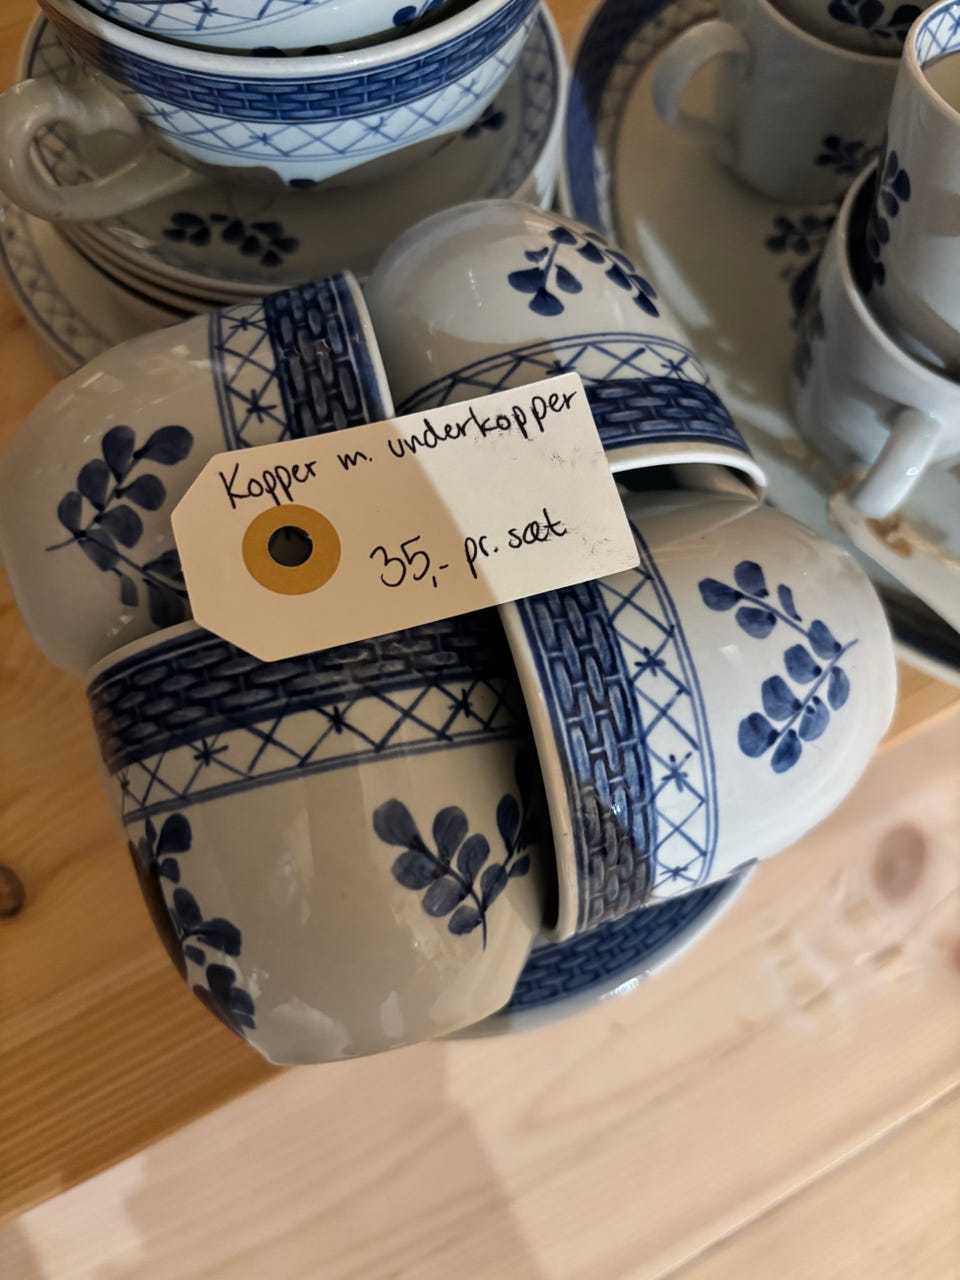 Kopper m. underkopper
35,- pr. sæt